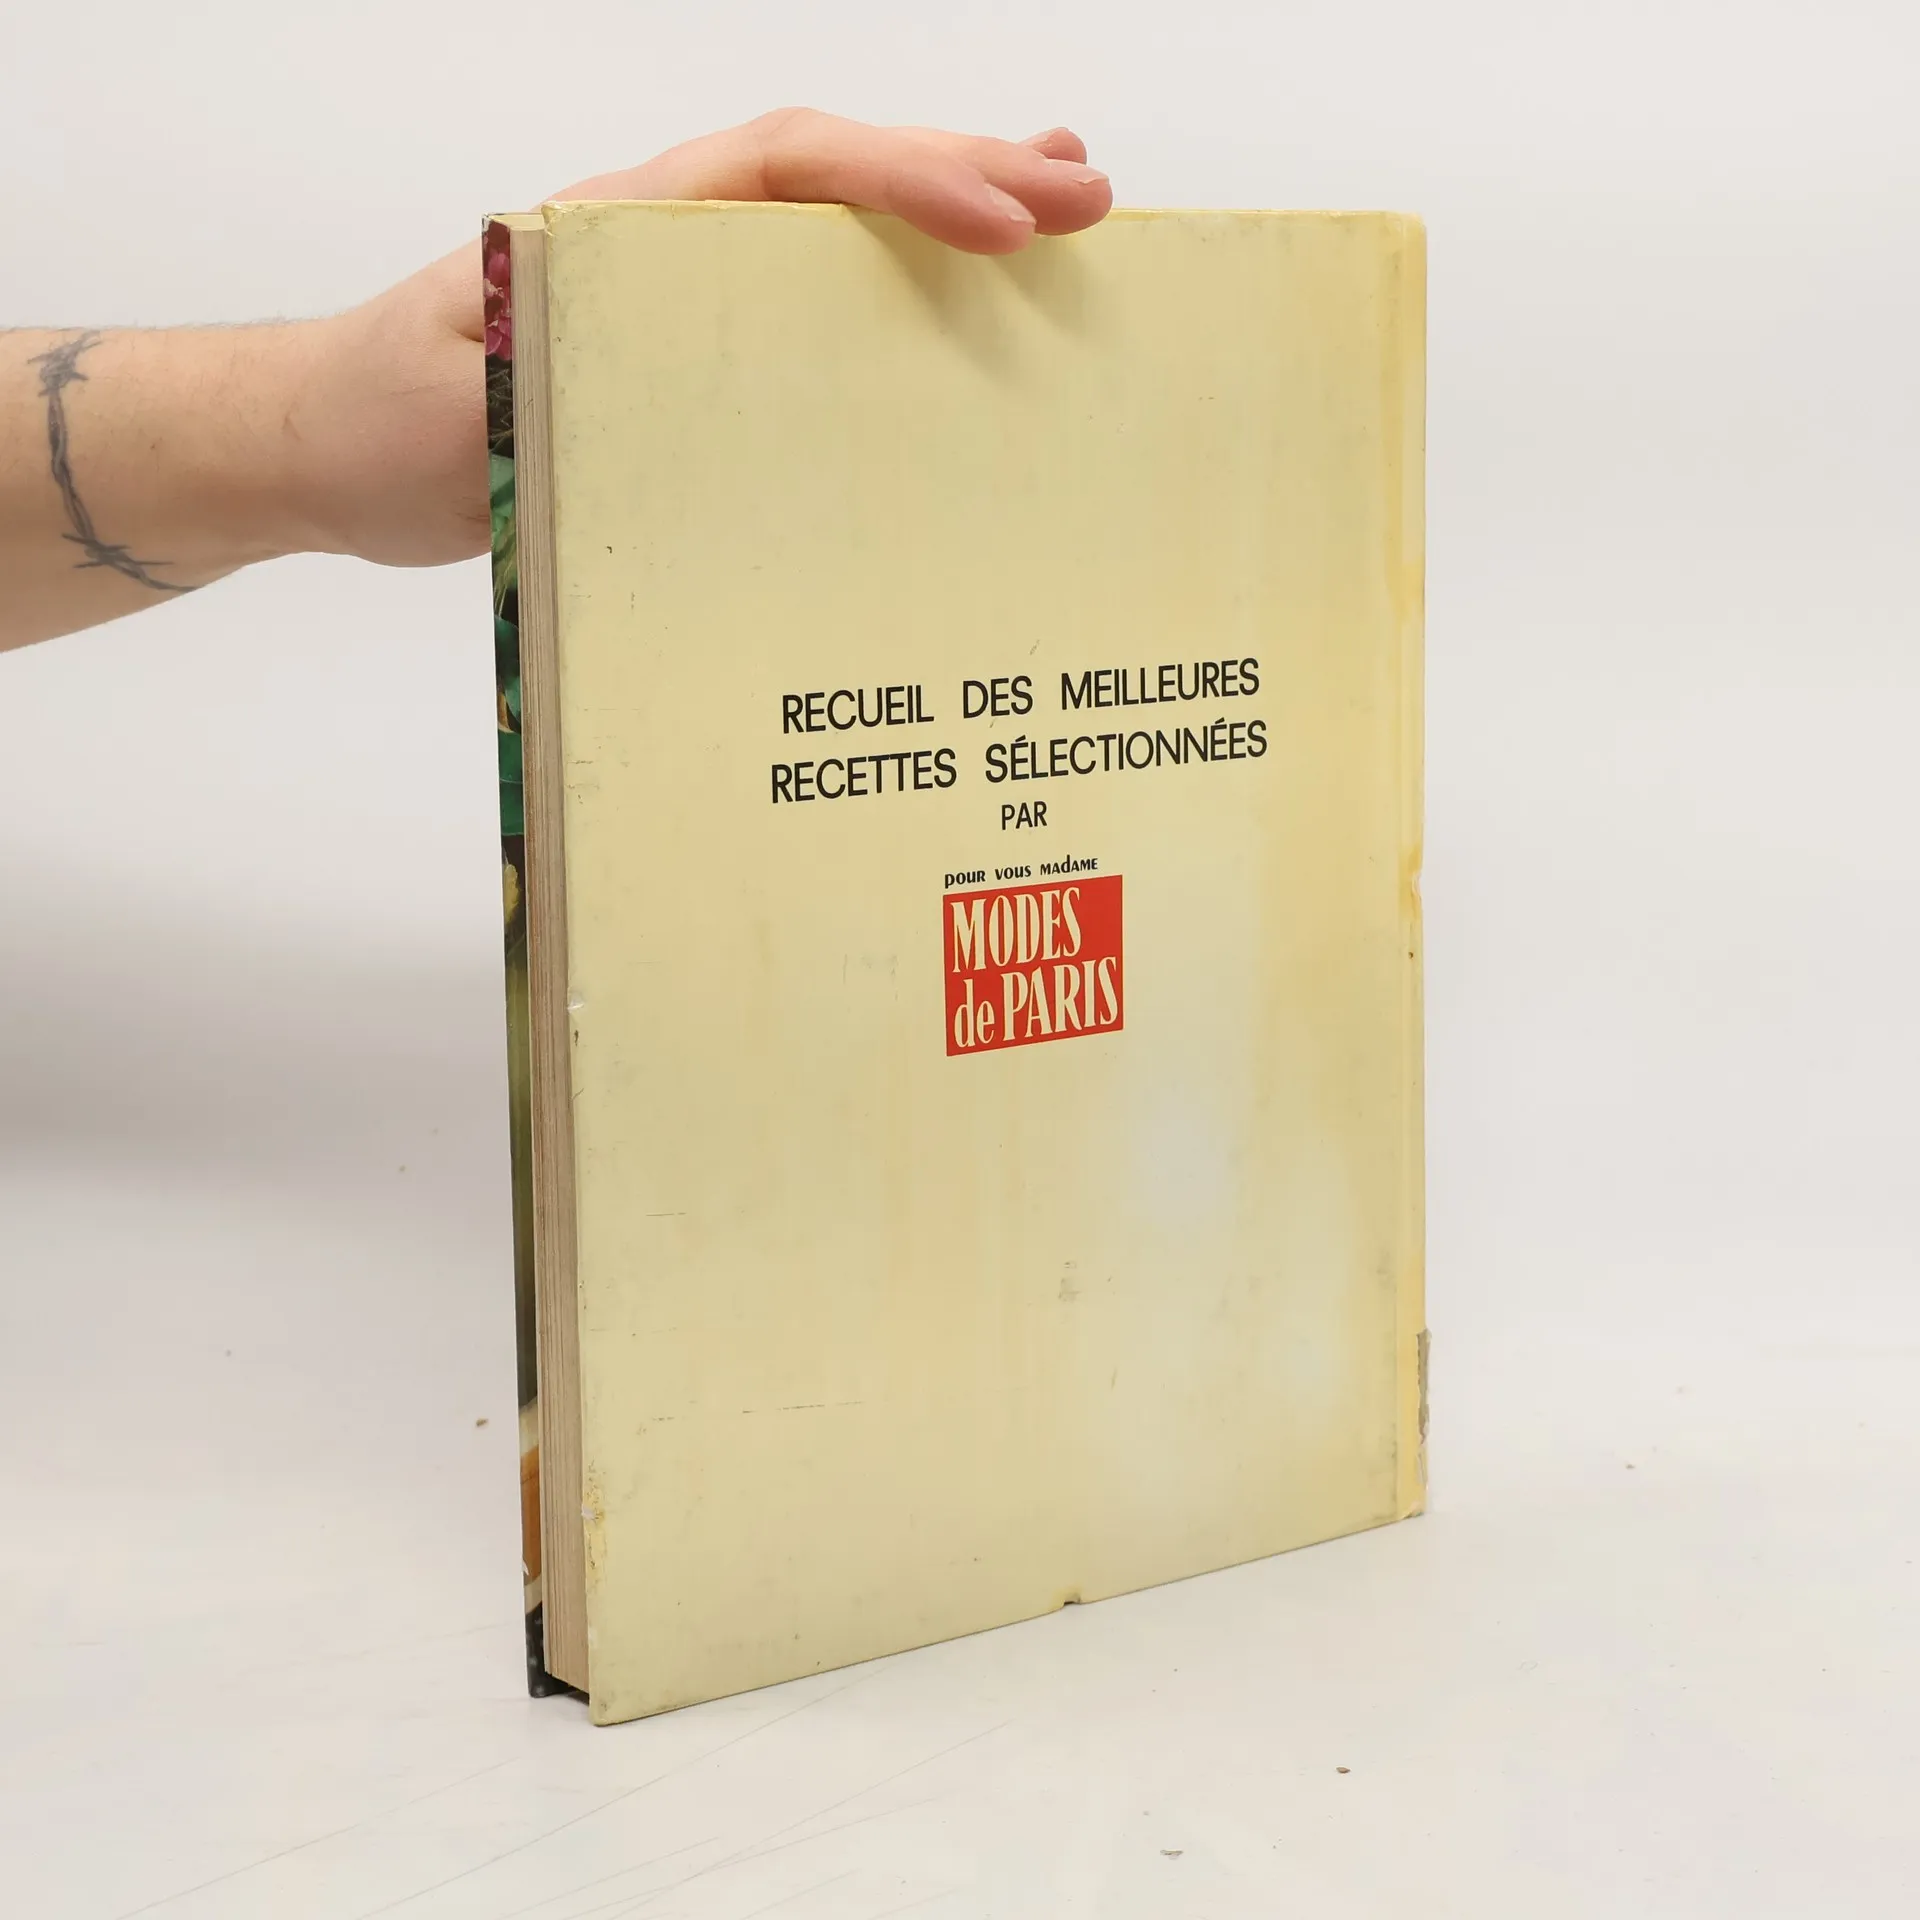 RECUEIL DES MEILLEURES
RECETTES SÉLECTIONNÉES
PAR
pour vous MAdAME
MODES
de PARIS